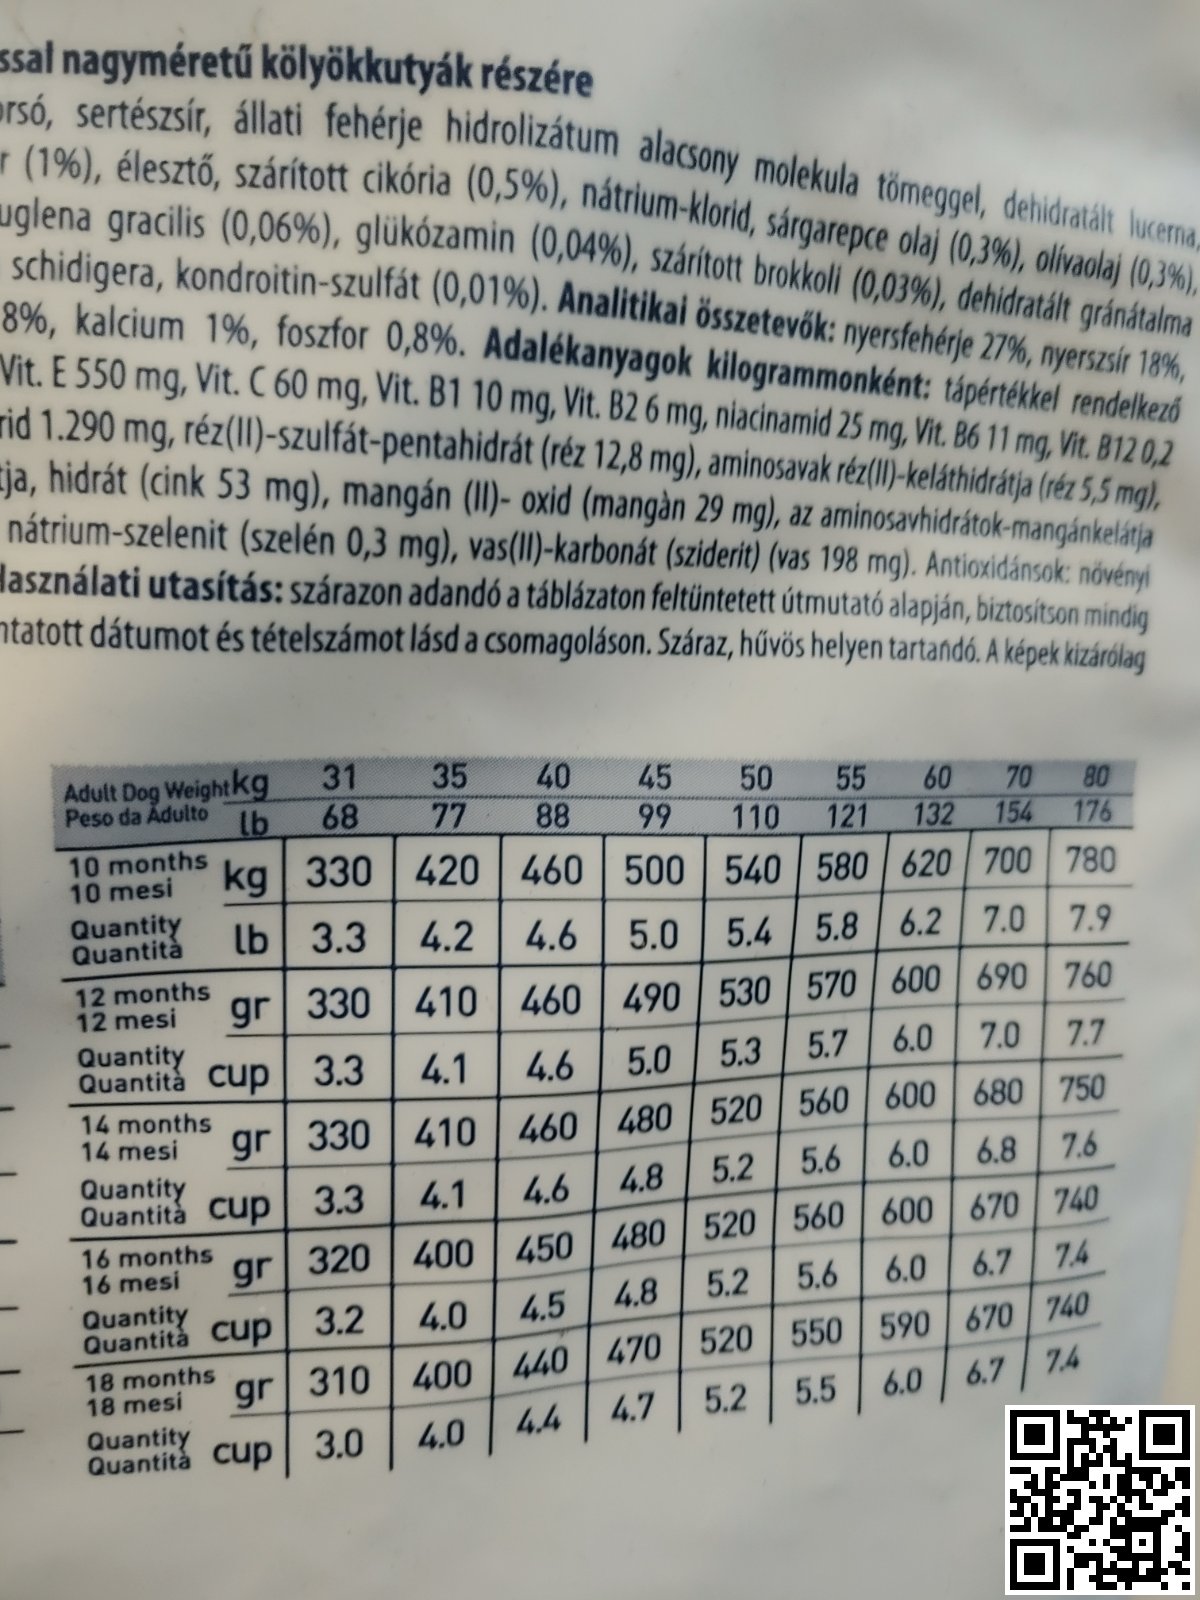 ssal nagyméretű kölyökkutyák részére
orsó, sertészsír, állati fehérje hidrolizátum alacsony molekula tömeggel, dehidratált lucerna,
r (1%), élesztő, szárított cikória (0,5%), nátrium-klorid, sárgarepce olaj (0,3%), olívaolaj (0,3%),
uglena gracilis (0,06%), glükózamin (0,04%), szárított brokkoli (0,03%), dehidratált gránátalma
schidigera, kondroitin-szulfát (0,01%). Analitikai összetevők: nyersfehérje 27%, nyerszsír 18%,
8%, kalcium 1%, foszfor 0,8%. Adalékanyagok kilogrammonként: tápértékkel rendelkező
Vit. E 550 mg, Vit. C 60 mg, Vit. B1 10 mg, Vit. B2 6 mg, niacinamid 25 mg, Vit. B6 11 mg, Vit. B12 0,2
rid 1.290 mg, réz(II)-szulfát-pentahidrát (réz 12,8 mg), aminosavak réz(II)-keláthidrátja (réz 5,5 mg),
tja, hidrát (cink 53 mg), mangán (II)- oxid (mangàn 29 mg), az aminosavhidrátok-mangánkelátja
nátrium-szelenit (szelén 0,3 mg), vas(II)-karbonát (sziderit) (vas 198 mg). Antioxidánsok: növényi
Használati utasítás: szárazon adandó a táblázaton feltüntetett útmutató alapján, biztosítson mindig
ntatott dátumot és tételszámot lásd a csomagoláson. Száraz, hűvös helyen tartandó. A képek kizárólag
Adult Dog Weight kg 31 35 40 45 50 55 60 70 80
Peso da Adulto lb 68 77 88 99 110 121 132 154 176
10 months
10 mesi kg 330 420 460 500 540 580 620 700 780
Quantity
Quantità lb 3.3 4.2 4.6 5.0 5.4 5.8 6.2 7.0 7.9
12 months
12 mesi gr 330 410 460 490 530 570 600 690 760
Quantity
Quantità cup 3.3 4.1 4.6 5.0 5.3 5.7 6.0 7.0 7.7
14 months
14 mesi gr 330 410 460 480 520 560 600 680 750
Quantity
Quantità cup 3.3 4.1 4.6 4.8 5.2 5.6 6.0 6.8 7.6
16 months
16 mesi gr 320 400 450 480 520 560 600 670 740
Quantity
Quantità cup 3.2 4.0 4.5 4.8 5.2 5.6 6.0 6.7 7.4
18 months
18 mesi gr 310 400 440 470 520 550 590 670 740
Quantity
Quantità cup 3.0 4.0 4.4 4.7 5.2 5.5 6.0 6.7 7.4